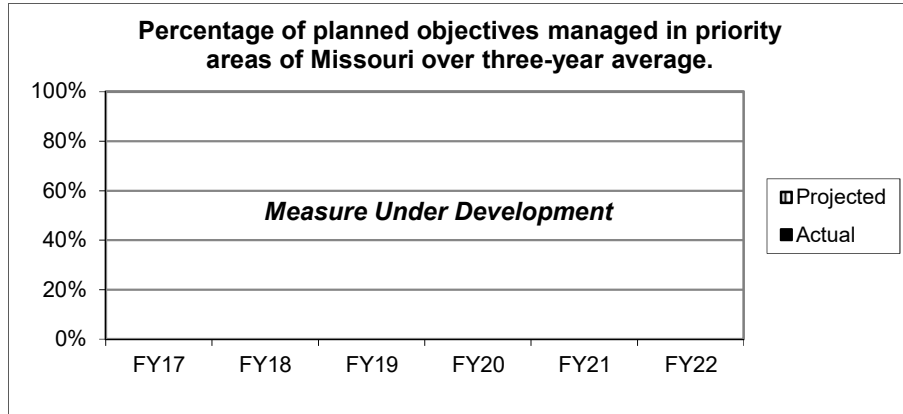 Percentage of planned objectives managed in priority
areas of Missouri over three-year average.
100%
80%
60%
40%
20%
0%
Measure Under Development
FY17 FY18 FY19 FY20 FY21 FY22
Projected
Actual